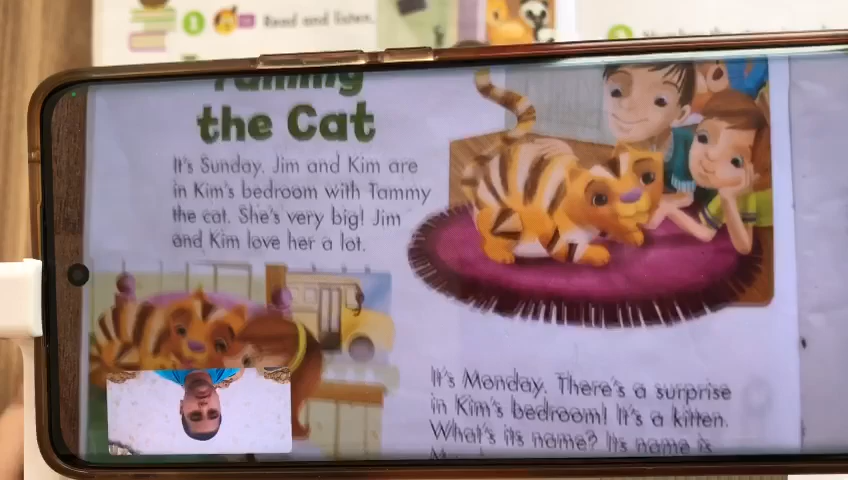 Read and listen.
the Cat
It's Sunday. Jim and Kim are
in Kim's bedroom with Tammy
the cat. She's very big! Jim
and Kim love her a lot.
It's Monday. There's a surprise
in Kim's bedroom! It's a kitten.
What's its name? Its name is